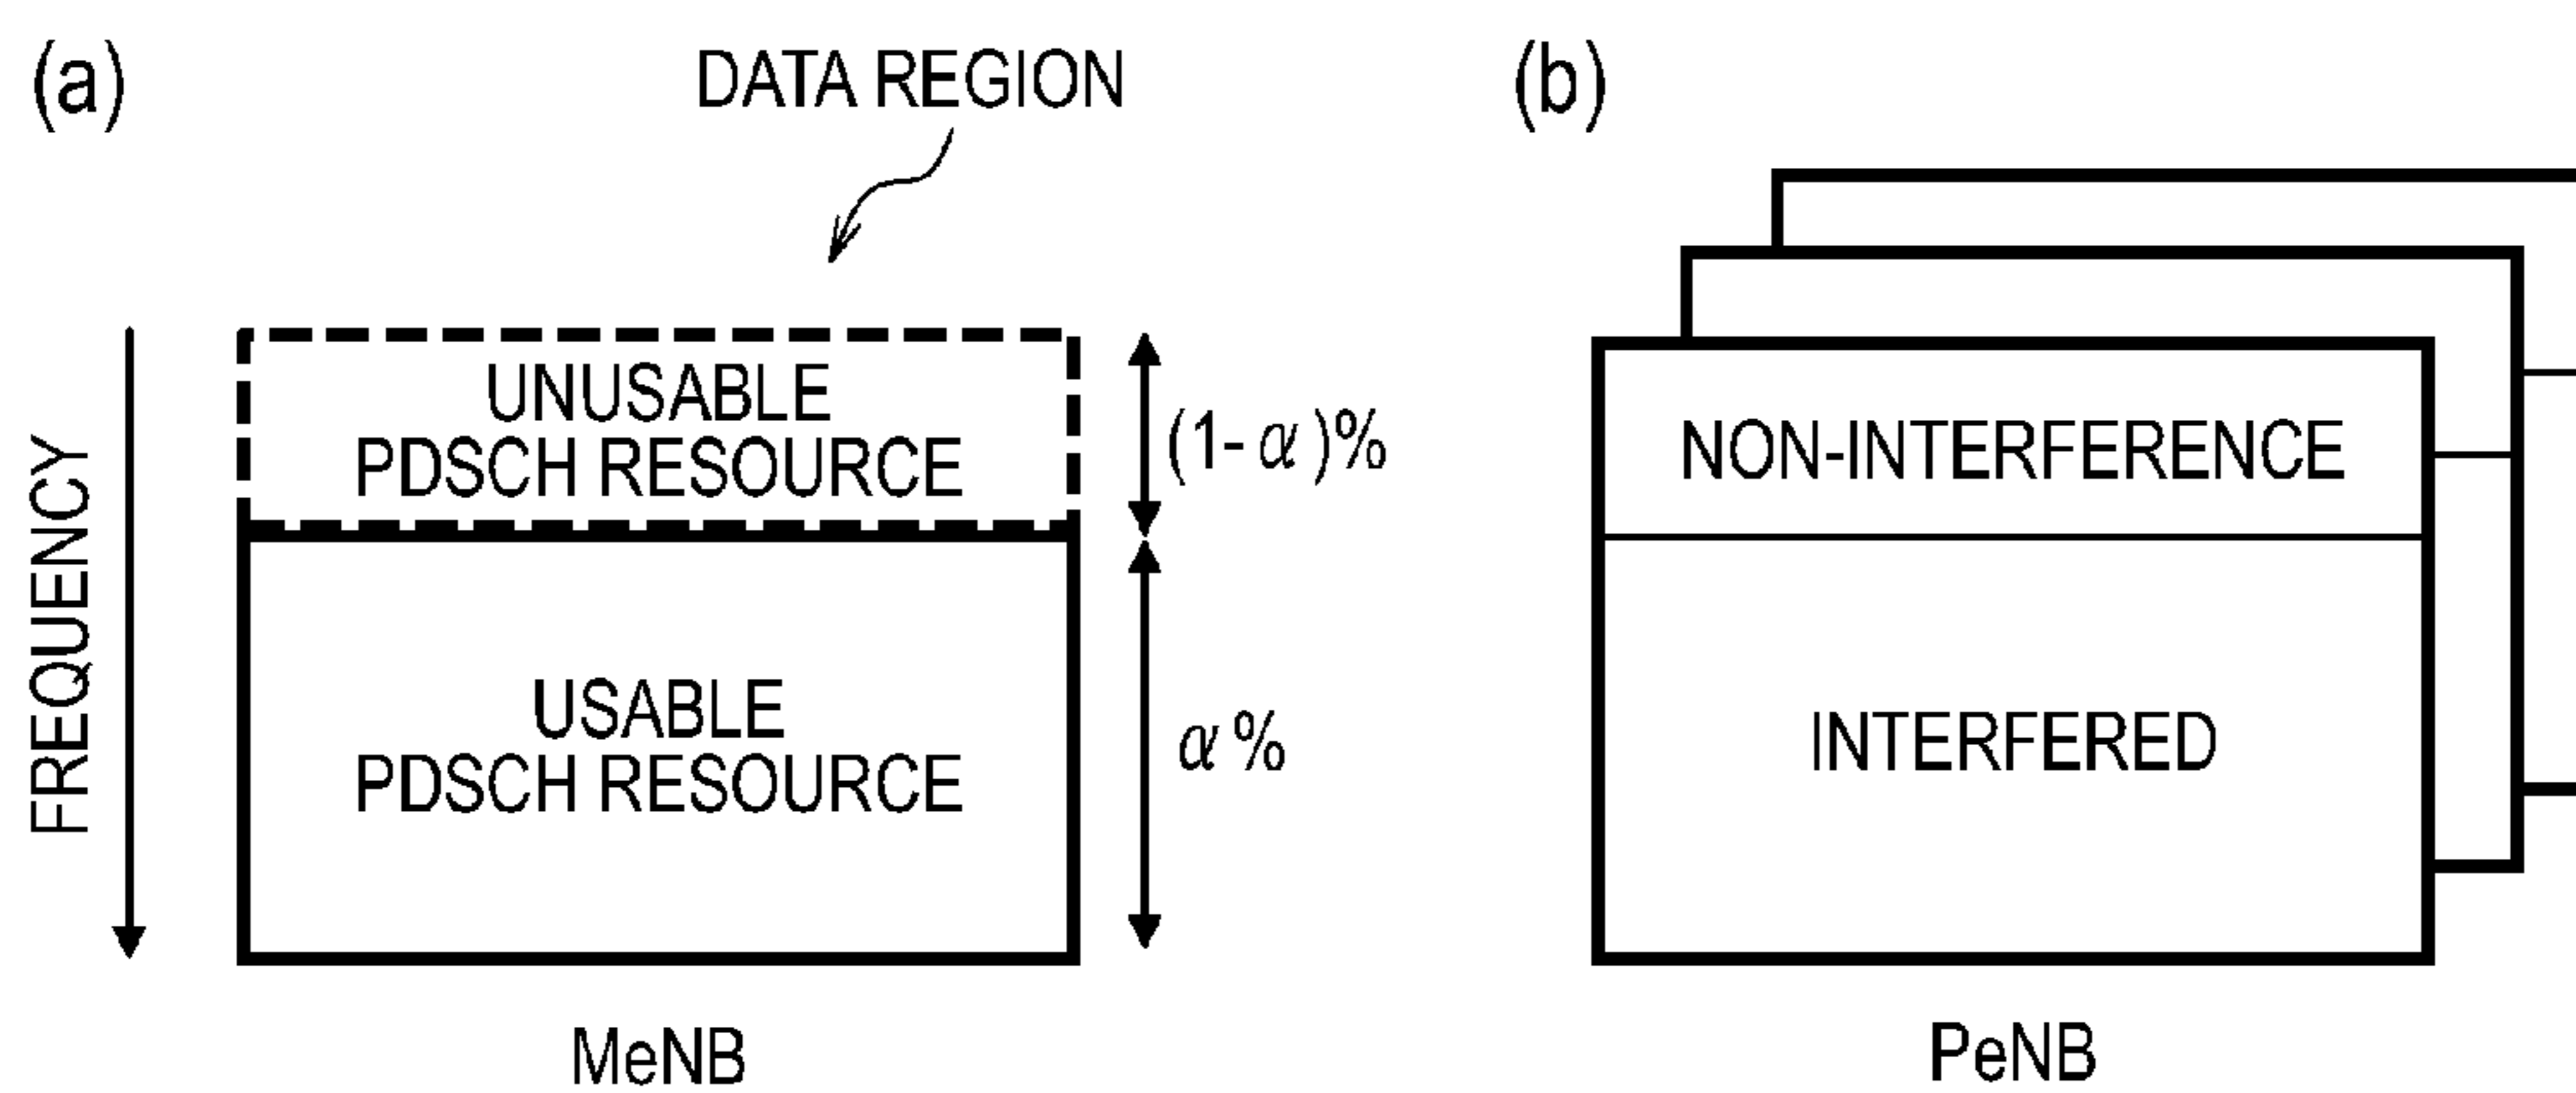 (a)
DATA REGION
FREQUENCY
UNUSABLE
PDSCH RESOURCE
(1-α)%
USABLE
PDSCH RESOURCE
α%
MeNB
(b)
NON-INTERFERENCE
INTERFERED
PeNB